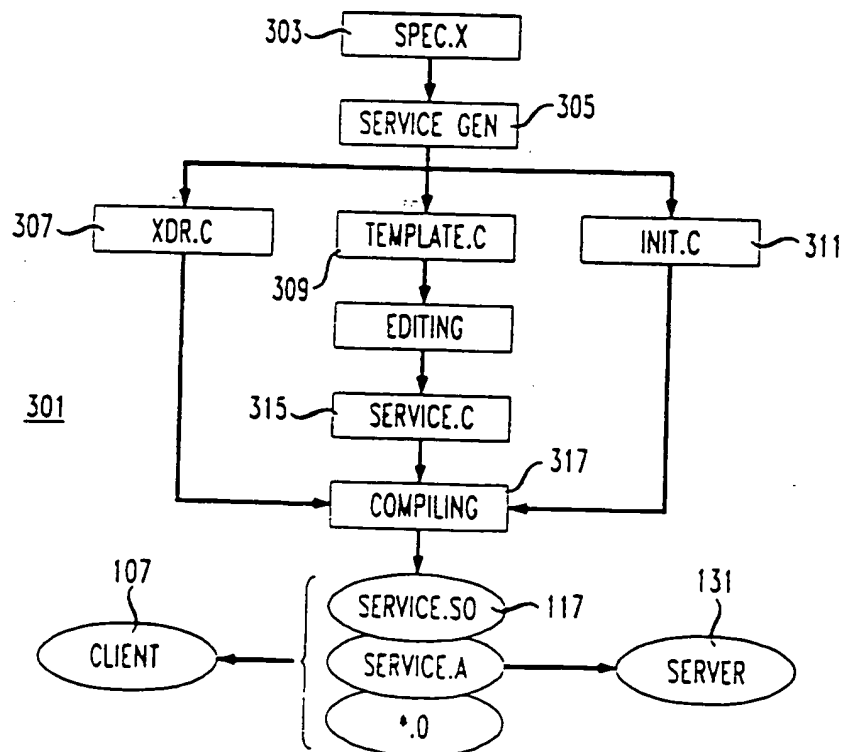 303
SPEC.X
SERVICE GEN
305
307
XDR.C
TEMPLATE.C
309
INIT.C
311
EDITING
301
315
SERVICE.C
317
COMPILING
107
CLIENT
SERVICE.SO
117
SERVICE.A
*.O
131
SERVER